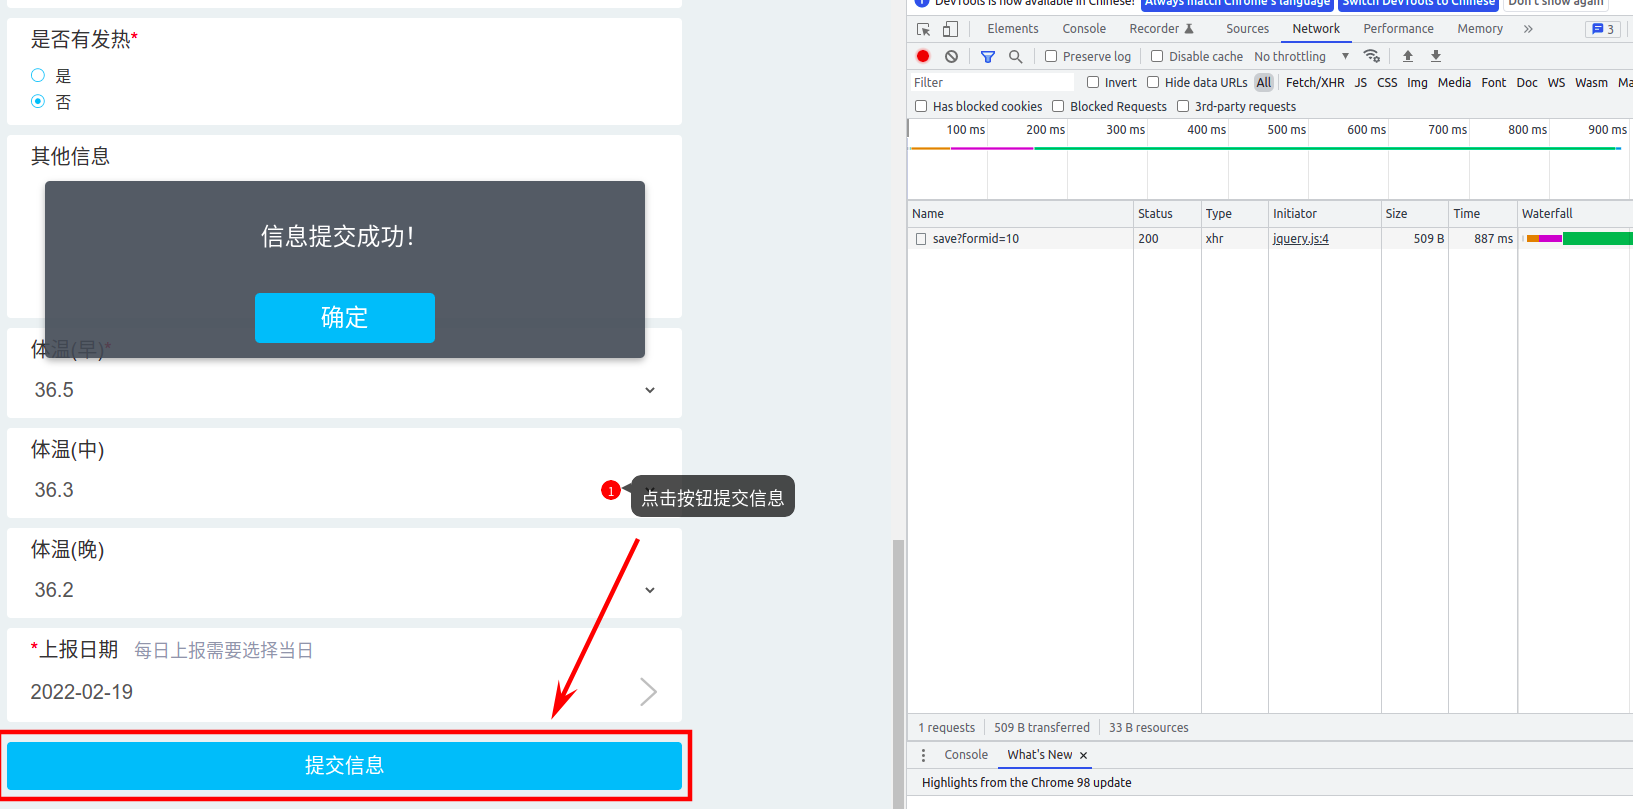 是否有发热*
是
否
其他信息
信息提交成功！
确定
体温(早)*
36.5
体温(中)
36.3
1
点击按钮提交信息
体温(晚)
36.2
*上报日期 每日上报需要选择当日
2022-02-19
提交信息
DevTools is now available in Chinese! Always match Chrome's language Switch DevTools to Chinese Don't show again
Elements Console Recorder Sources Network Performance Memory » 3
Preserve log Disable cache No throttling
Filter Invert Hide data URLs All Fetch/XHR JS CSS Img Media Font Doc WS Wasm Ma
Has blocked cookies Blocked Requests 3rd-party requests
100 ms 200 ms 300 ms 400 ms 500 ms 600 ms 700 ms 800 ms 900 ms
Name Status Type Initiator Size Time Waterfall
save?formid=10 200 xhr jquery.js:4 509 B 887 ms
1 requests 509 B transferred 33 B resources
Console What's New ×
Highlights from the Chrome 98 update